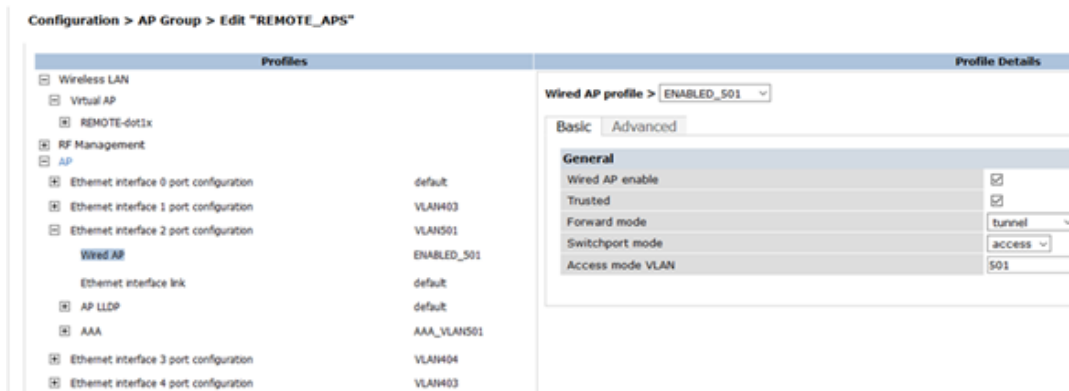 Configuration > AP Group > Edit "REMOTE_APS"
Profiles
Profile Details
Wireless LAN
Virtual AP
REMOTE-dot1x
RF Management
AP
Ethernet interface 0 port configuration default
Ethernet interface 1 port configuration VLAN403
Ethernet interface 2 port configuration VLAN501
Wired AP ENABLED_501
Ethernet interface link default
AP LLDP default
AAA AAA_VLAN501
Ethernet interface 3 port configuration VLAN404
Ethernet interface 4 port configuration VLAN403
Wired AP profile > ENABLED_501
Basic Advanced
General
Wired AP enable
Trusted
Forward mode tunnel
Switchport mode access
Access mode VLAN 501